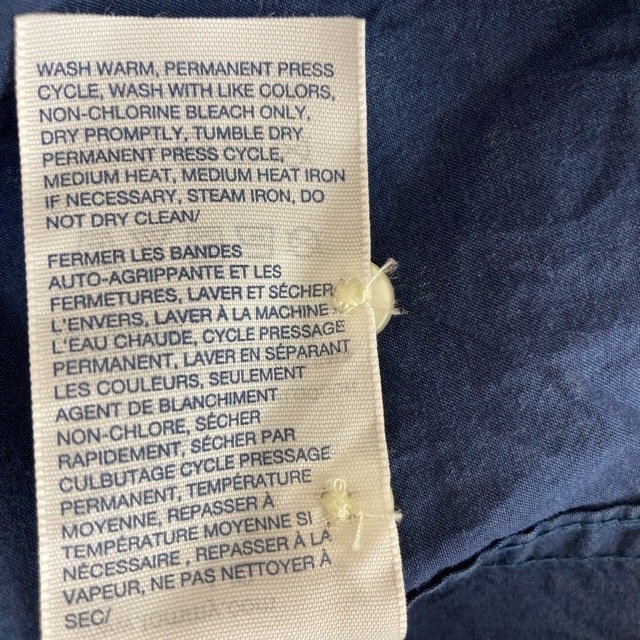 WASH WARM, PERMANENT PRESS
CYCLE, WASH WITH LIKE COLORS,
NON-CHLORINE BLEACH ONLY,
DRY PROMPTLY, TUMBLE DRY
PERMANENT PRESS CYCLE,
MEDIUM HEAT, MEDIUM HEAT IRON
IF NECESSARY, STEAM IRON, DO
NOT DRY CLEAN/
FERMER LES BANDES
AUTO-AGRIPPANTE ET LES
FERMETURES, LAVER ET SÉCHER
L'ENVERS, LAVER À LA MACHINE
L'EAU CHAUDE, CYCLE PRESSAGE
PERMANENT, LAVER EN SÉPARANT
LES COULEURS, SEULEMENT
AGENT DE BLANCHIMENT
NON-CHLORE, SÉCHER
RAPIDEMENT, SÉCHER PAR
CULBUTAGE CYCLE PRESSAGE
PERMANENT, TEMPÉRATURE
MOYENNE, REPASSER À
TEMPÉRATURE MOYENNE SI
NÉCESSAIRE , REPASSER À LA
VAPEUR, NE PAS NETTOYER À
SEC/